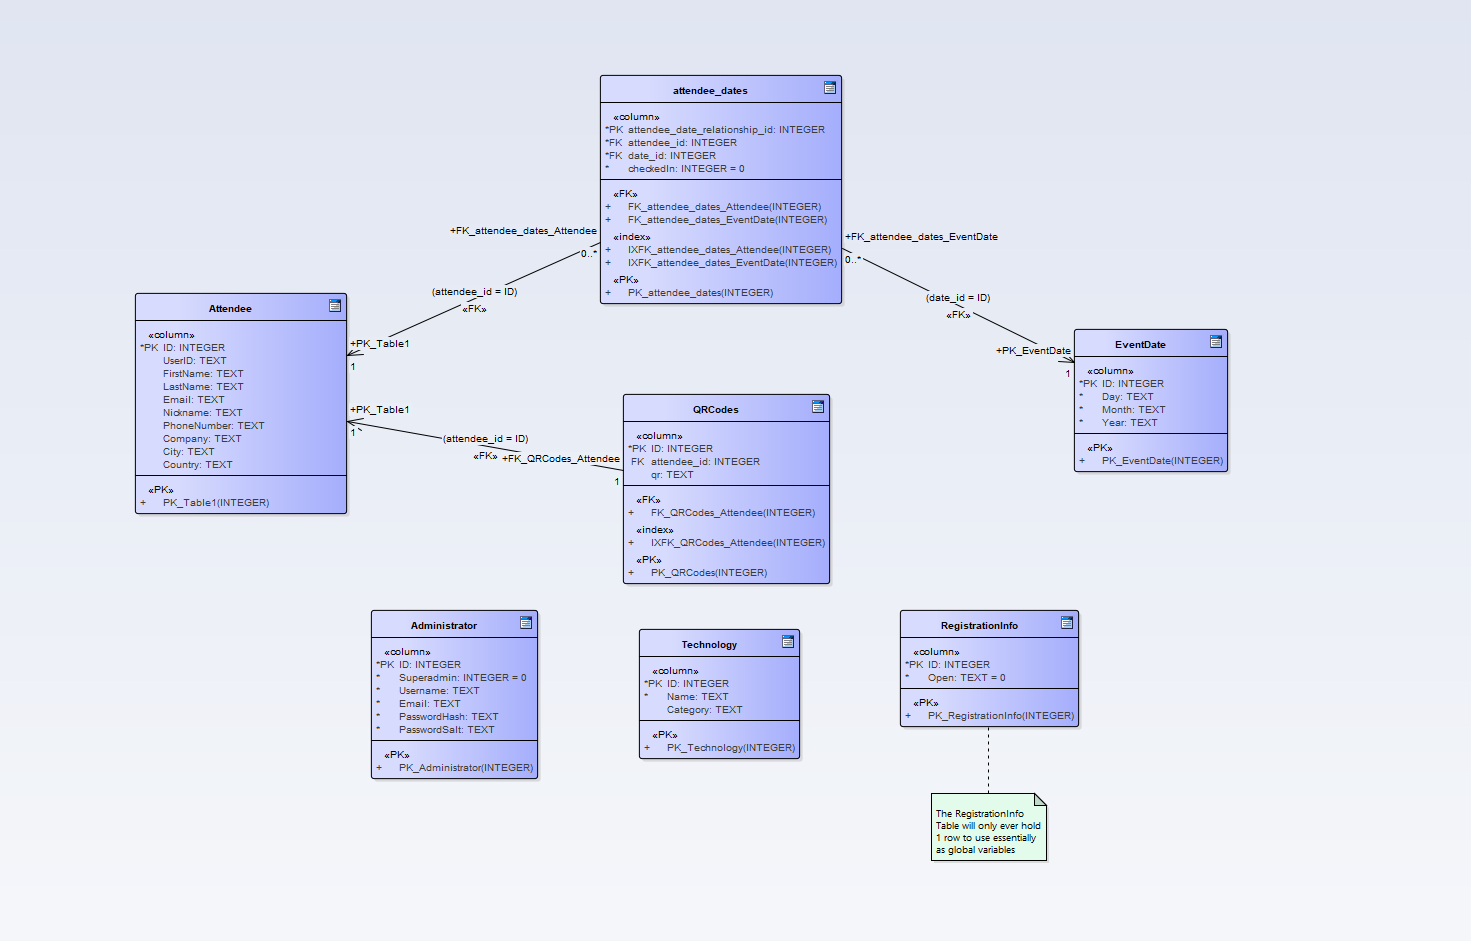 attendee_dates
«column»
*PK attendee_date_relationship_id: INTEGER
*FK attendee_id: INTEGER
*FK date_id: INTEGER
* checkedIn: INTEGER = 0
«FK»
+ FK_attendee_dates_Attendee(INTEGER)
+ FK_attendee_dates_EventDate(INTEGER)
«index»
+ IXFK_attendee_dates_Attendee(INTEGER)
+ IXFK_attendee_dates_EventDate(INTEGER)
«PK»
+ PK_attendee_dates(INTEGER)
+FK_attendee_dates_Attendee
0..*
(attendee_id = ID)
«FK»
+PK_Table1
1
+FK_attendee_dates_EventDate
0..*
(date_id = ID)
«FK»
+PK_EventDate
1
Attendee
«column»
*PK ID: INTEGER
UserID: TEXT
FirstName: TEXT
LastName: TEXT
Email: TEXT
Nickname: TEXT
PhoneNumber: TEXT
Company: TEXT
City: TEXT
Country: TEXT
«PK»
+ PK_Table1(INTEGER)
EventDate
«column»
*PK ID: INTEGER
* Day: TEXT
* Month: TEXT
* Year: TEXT
«PK»
+ PK_EventDate(INTEGER)
+PK_Table1
1
(attendee_id = ID)
«FK»
+FK_QRCodes_Attendee
1
QRCodes
«column»
*PK ID: INTEGER
FK attendee_id: INTEGER
qr: TEXT
«FK»
+ FK_QRCodes_Attendee(INTEGER)
«index»
+ IXFK_QRCodes_Attendee(INTEGER)
«PK»
+ PK_QRCodes(INTEGER)
Administrator
«column»
*PK ID: INTEGER
* Superadmin: INTEGER = 0
* Username: TEXT
* Email: TEXT
* PasswordHash: TEXT
* PasswordSalt: TEXT
«PK»
+ PK_Administrator(INTEGER)
Technology
«column»
*PK ID: INTEGER
* Name: TEXT
Category: TEXT
«PK»
+ PK_Technology(INTEGER)
RegistrationInfo
«column»
*PK ID: INTEGER
* Open: TEXT = 0
«PK»
+ PK_RegistrationInfo(INTEGER)
The RegistrationInfo
Table will only ever hold
1 row to use essentially
as global variables